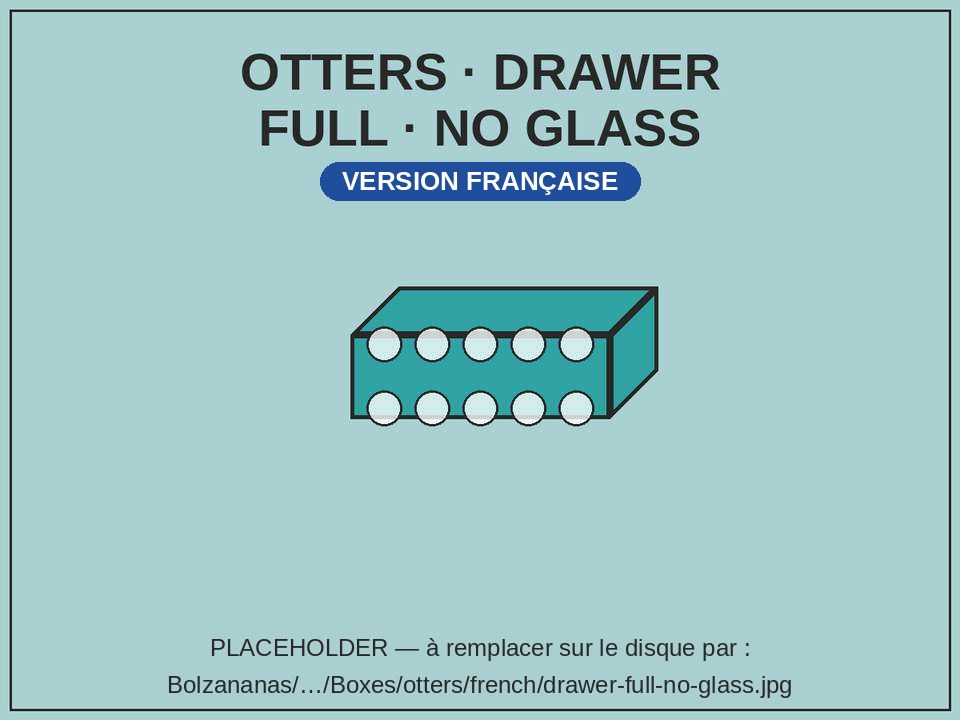 OTTERS · DRAWER
FULL · NO GLASS
VERSION FRANÇAISE
PLACEHOLDER — à remplacer sur le disque par :
Bolzananas/…/Boxes/otters/french/drawer-full-no-glass.jpg